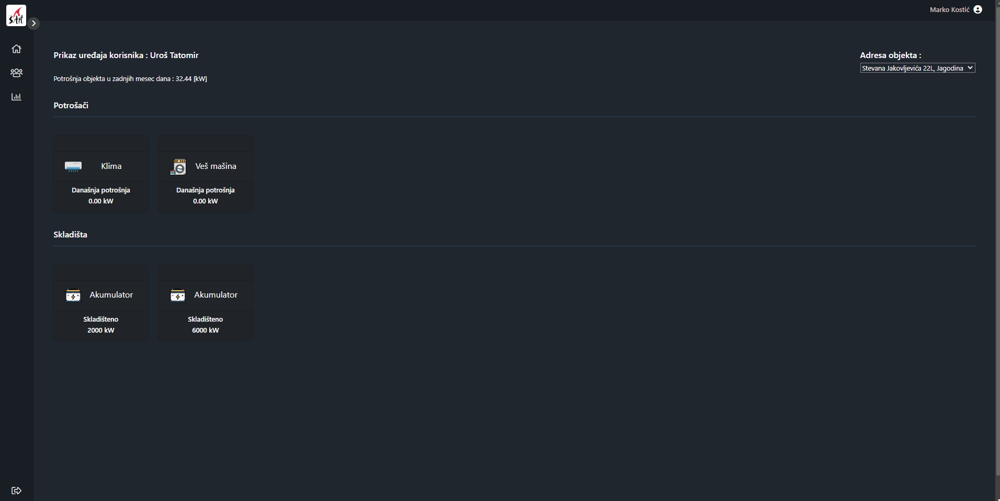 SArt
Marko Kostić
Prikaz uređaja korisnika : Uroš Tatomir
Adresa objekta :
Stevana Jakovljevića 22L, Jagodina
Potrošnja objekta u zadnjih mesec dana : 32.44 [kW]
Potrošači
Klima
Današnja potrošnja
0.00 kW
Veš mašina
Današnja potrošnja
0.00 kW
Skladišta
Akumulator
Skladišteno
2000 kW
Akumulator
Skladišteno
6000 kW